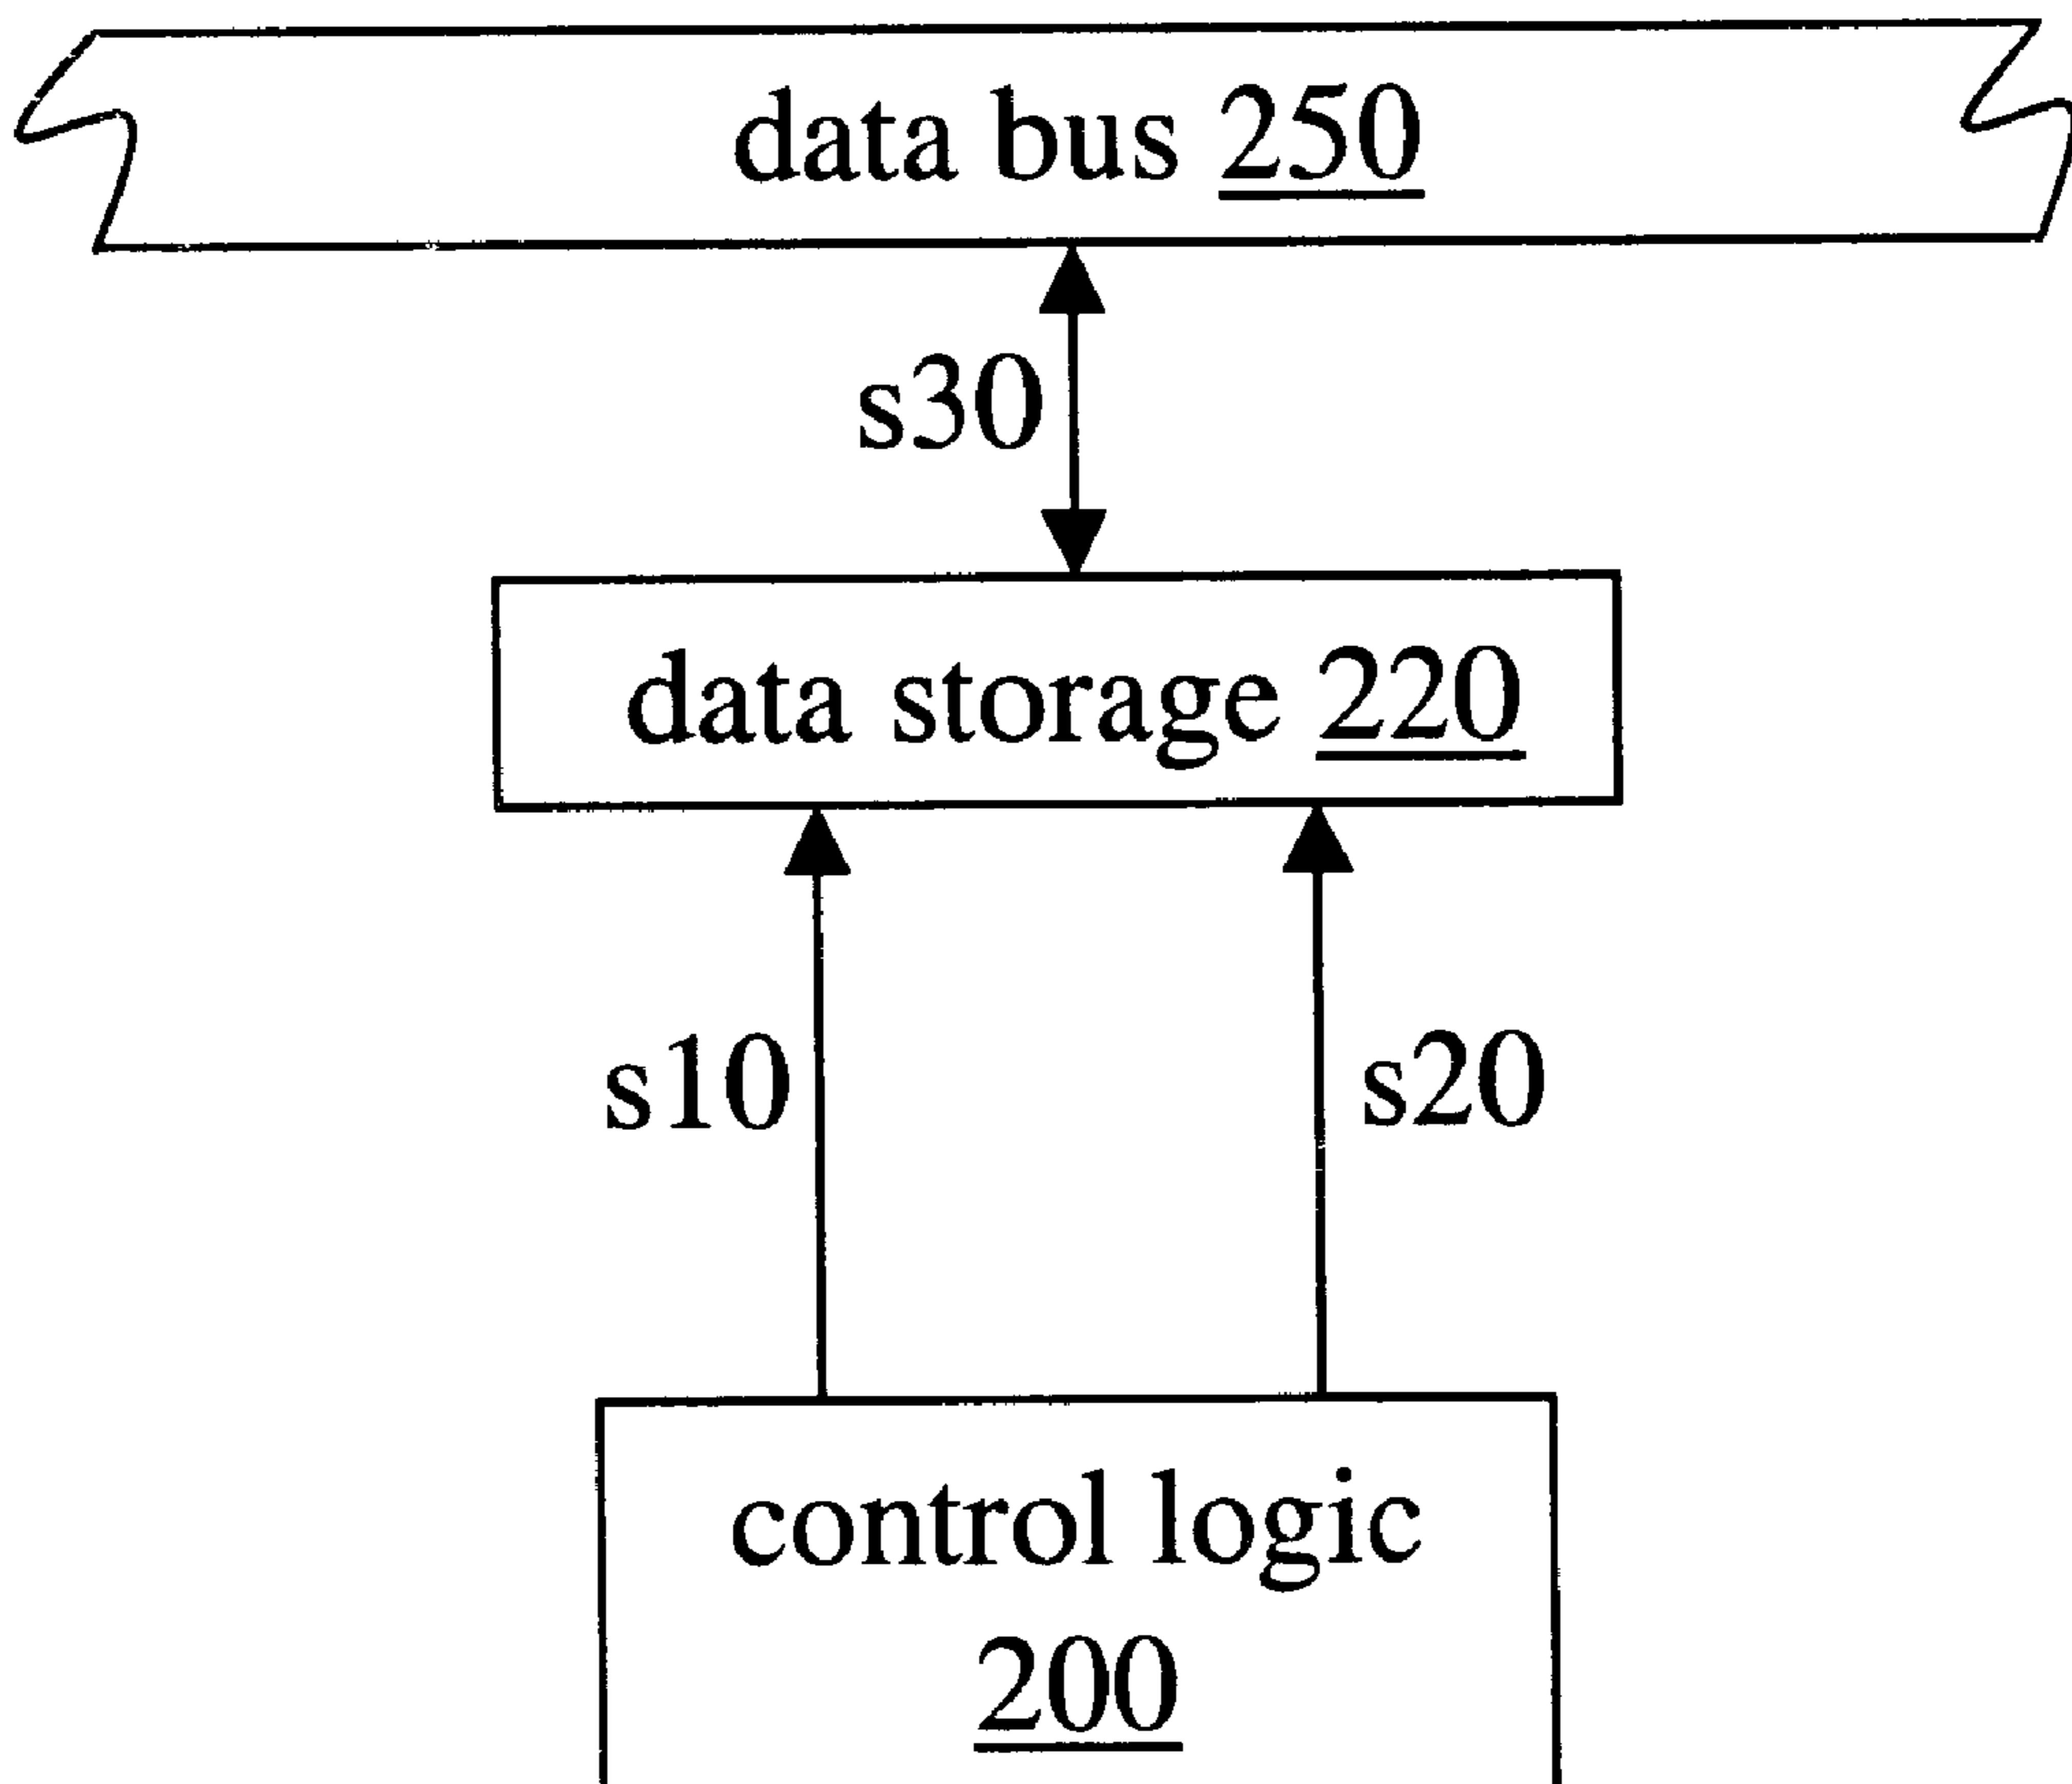 data bus 250
s30
data storage 220
s10
s20
control logic
200